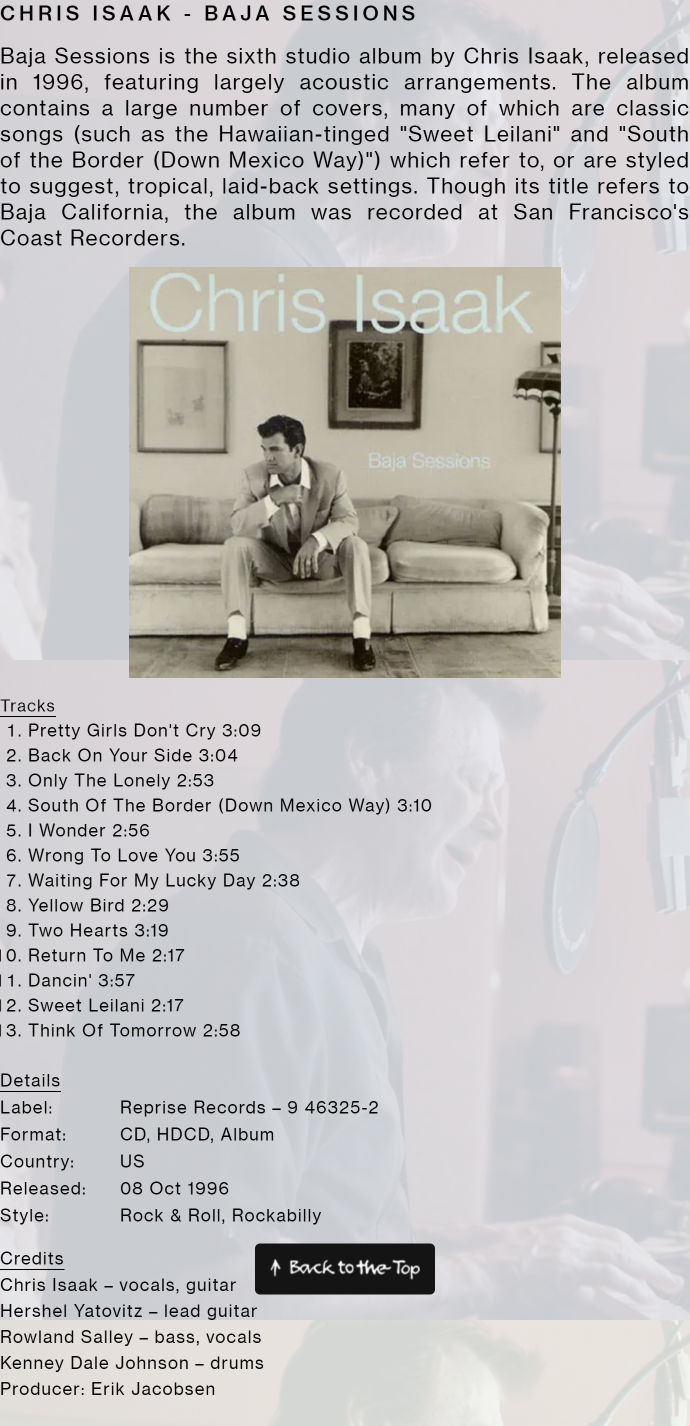 CHRIS ISAAK - BAJA SESSIONS
Baja Sessions is the sixth studio album by Chris Isaak, released
in 1996, featuring largely acoustic arrangements. The album
contains a large number of covers, many of which are classic
songs (such as the Hawaiian-tinged "Sweet Leilani" and "South
of the Border (Down Mexico Way)") which refer to, or are styled
to suggest, tropical, laid-back settings. Though its title refers to
Baja California, the album was recorded at San Francisco's
Coast Recorders.
Chris Isaak
Baja Sessions
Tracks
1. Pretty Girls Don't Cry 3:09
2. Back On Your Side 3:04
3. Only The Lonely 2:53
4. South Of The Border (Down Mexico Way) 3:10
5. I Wonder 2:56
6. Wrong To Love You 3:55
7. Waiting For My Lucky Day 2:38
8. Yellow Bird 2:29
9. Two Hearts 3:19
10. Return To Me 2:17
11. Dancin' 3:57
12. Sweet Leilani 2:17
13. Think Of Tomorrow 2:58
Details
Label: Reprise Records – 9 46325-2
Format: CD, HDCD, Album
Country: US
Released: 08 Oct 1996
Style: Rock & Roll, Rockabilly
Credits
Chris Isaak – vocals, guitar
↑ Back to the Top
Hershel Yatovitz – lead guitar
Rowland Salley – bass, vocals
Kenney Dale Johnson – drums
Producer: Erik Jacobsen